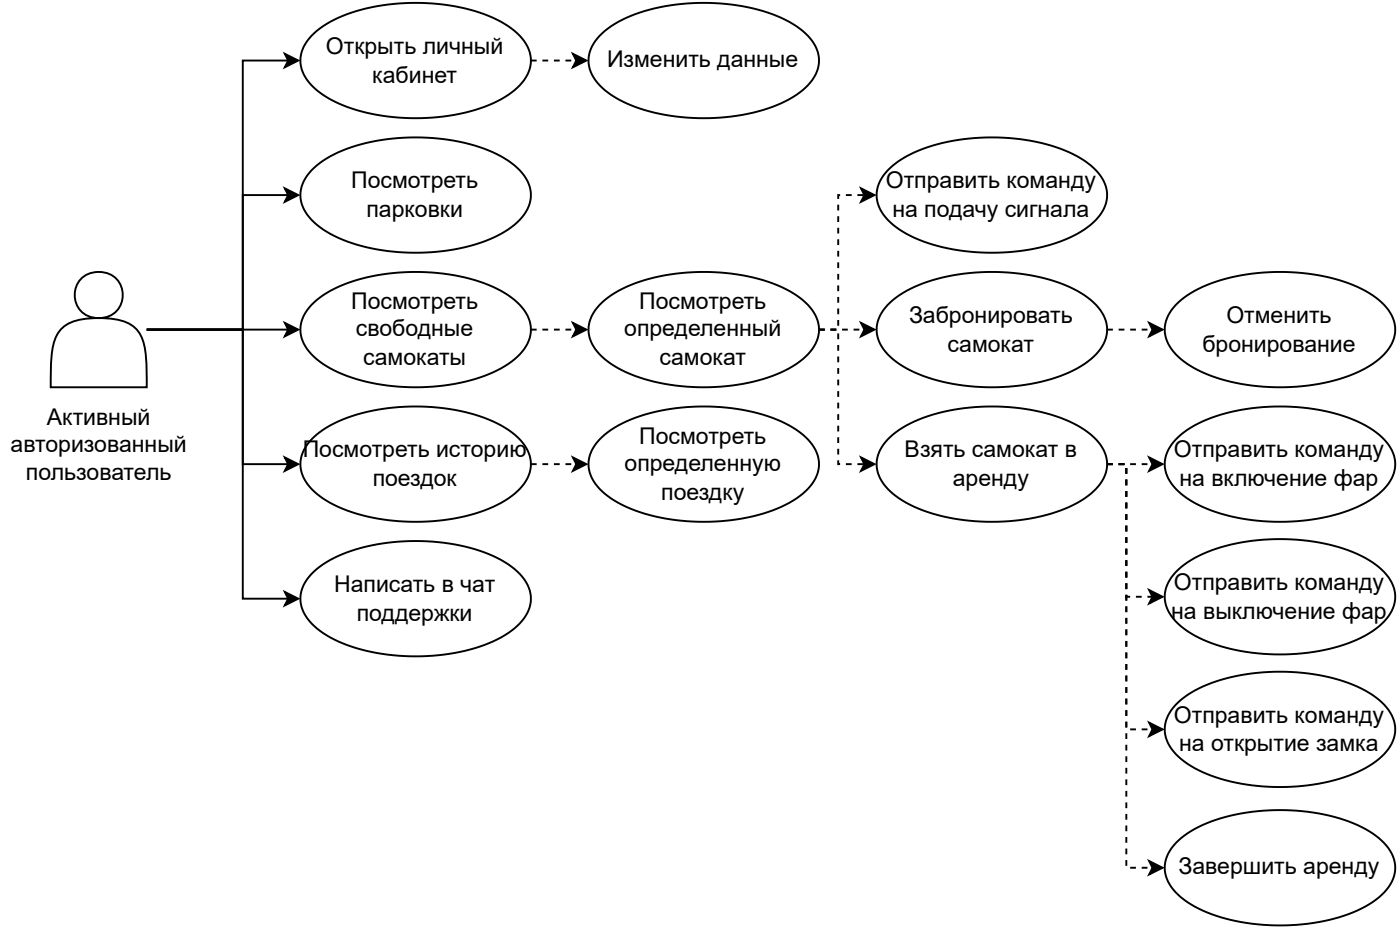 Открыть личный
кабинет
Изменить данные
Посмотреть
парковки
Отправить команду
на подачу сигнала
Активный
авторизованный
пользователь
Посмотреть
свободные
самокаты
Посмотреть
определенный
самокат
Забронировать
самокат
Отменить
бронирование
Посмотреть историю
поездок
Посмотреть
определенную
поездку
Взять самокат в
аренду
Отправить команду
на включение фар
Написать в чат
поддержки
Отправить команду
на выключение фар
Отправить команду
на открытие замка
Завершить аренду